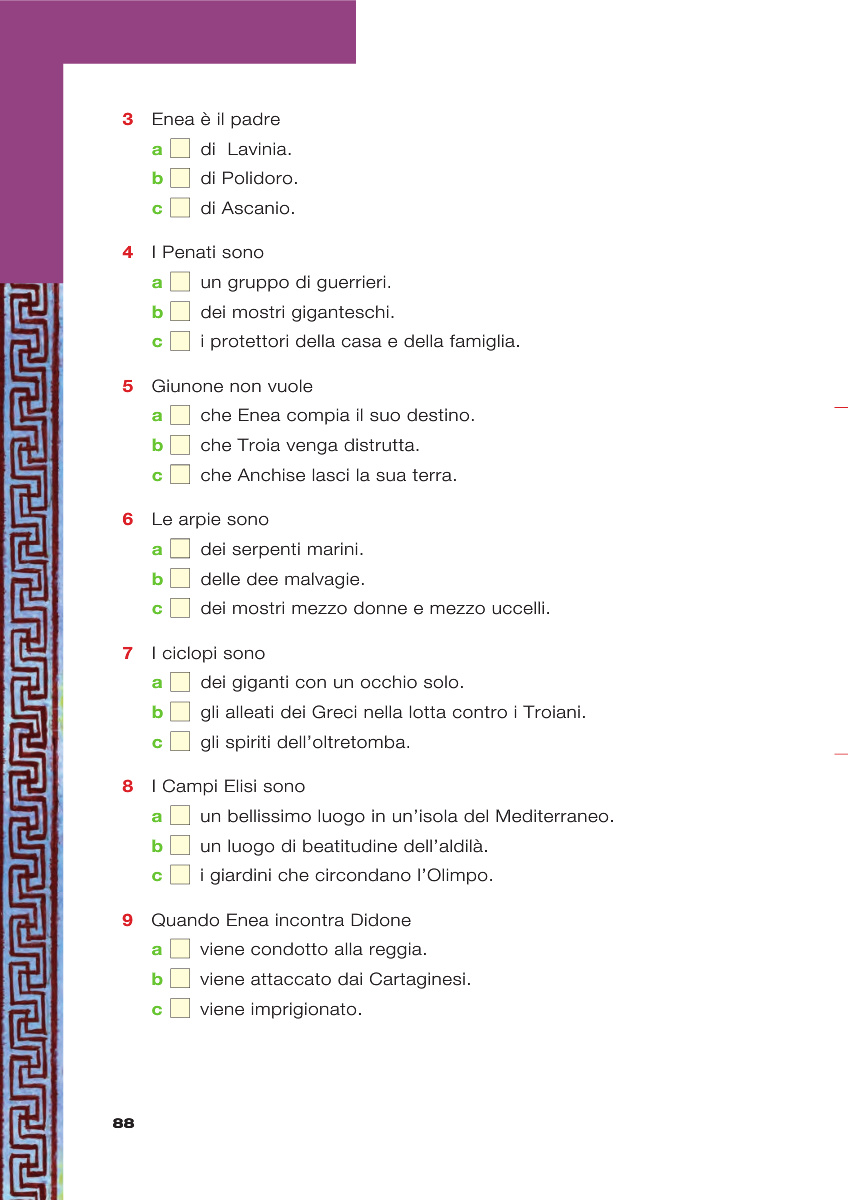 3 Enea è il padre
a di Lavinia.
b di Polidoro.
c di Ascanio.
4 I Penati sono
a un gruppo di guerrieri.
b dei mostri giganteschi.
c i protettori della casa e della famiglia.
5 Giunone non vuole
a che Enea compia il suo destino.
b che Troia venga distrutta.
c che Anchise lasci la sua terra.
6 Le arpie sono
a dei serpenti marini.
b delle dee malvagie.
c dei mostri mezzo donne e mezzo uccelli.
7 I ciclopi sono
a dei giganti con un occhio solo.
b gli alleati dei Greci nella lotta contro i Troiani.
c gli spiriti dell’oltretomba.
8 I Campi Elisi sono
a un bellissimo luogo in un’isola del Mediterraneo.
b un luogo di beatitudine dell’aldilà.
c i giardini che circondano l’Olimpo.
9 Quando Enea incontra Didone
a viene condotto alla reggia.
b viene attaccato dai Cartaginesi.
c viene imprigionato.
88